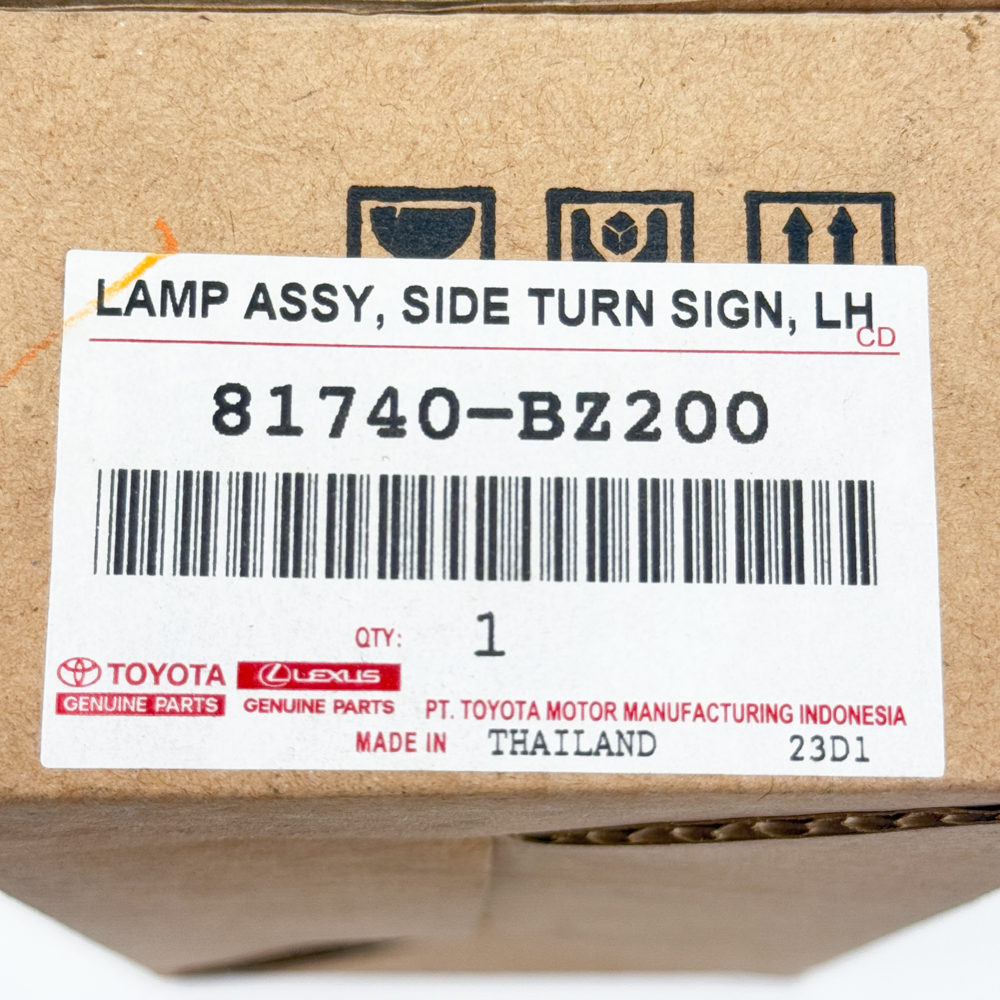 LAMP ASSY, SIDE TURN SIGN, LH
CD
81740-BZ200
QTY: 1
TOYOTA LEXUS
GENUINE PARTS GENUINE PARTS PT. TOYOTA MOTOR MANUFACTURING INDONESIA
MADE IN THAILAND 23D1